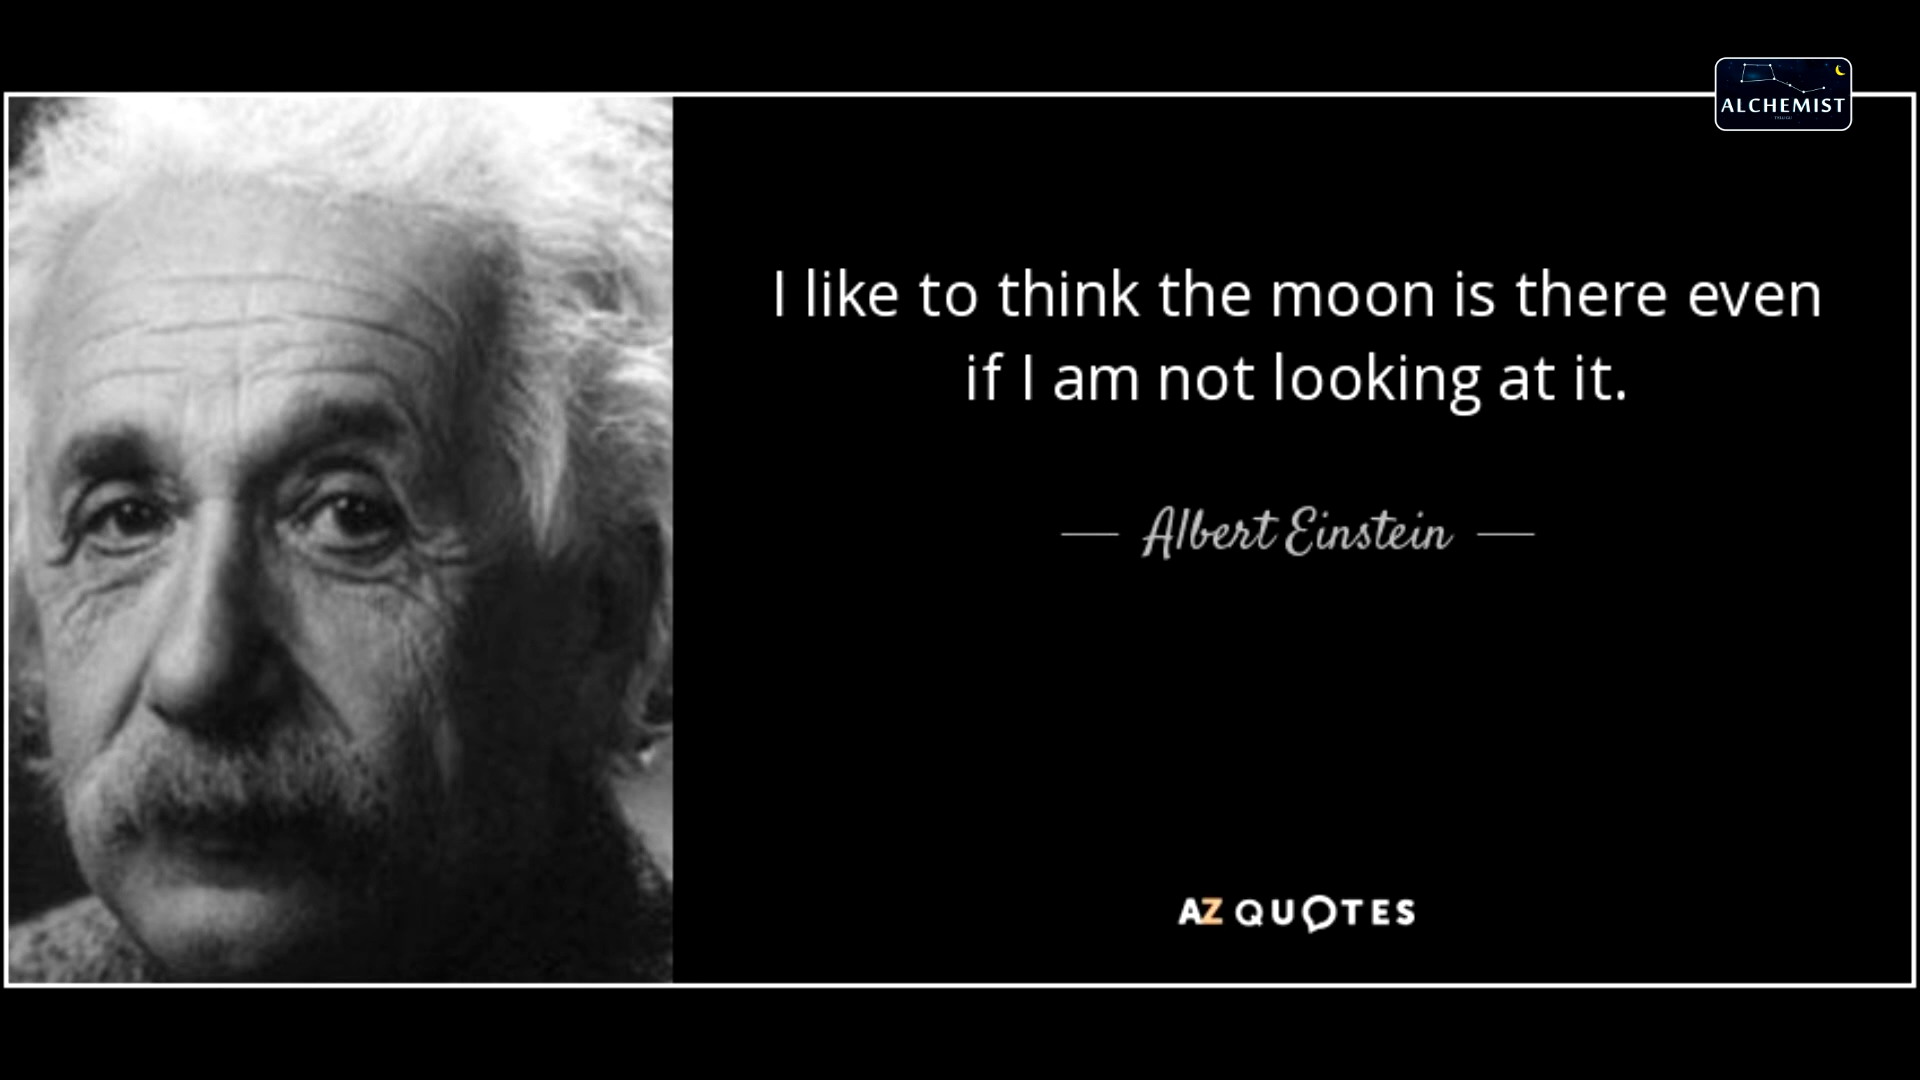 ALCHEMIST
I like to think the moon is there even
if I am not looking at it.
Albert Einstein
AZ QUOTES